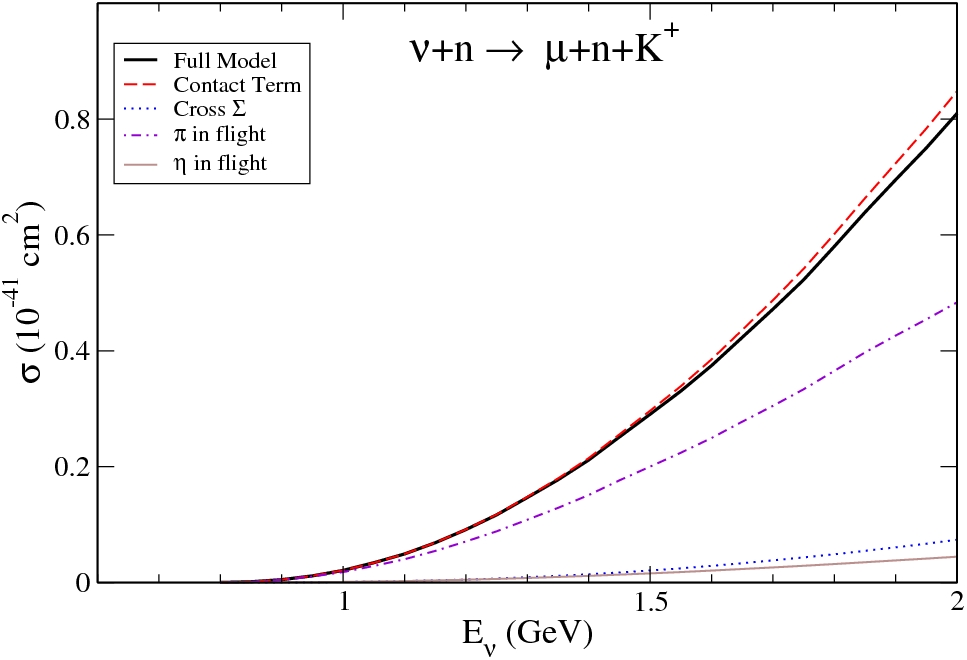 ν+n → μ+n+K⁺
Full Model
Contact Term
Cross Σ
π in flight
η in flight
0.8
0.6
0.4
0.2
0
σ (10⁻⁴¹ cm²)
1
1.5
2
Eν (GeV)